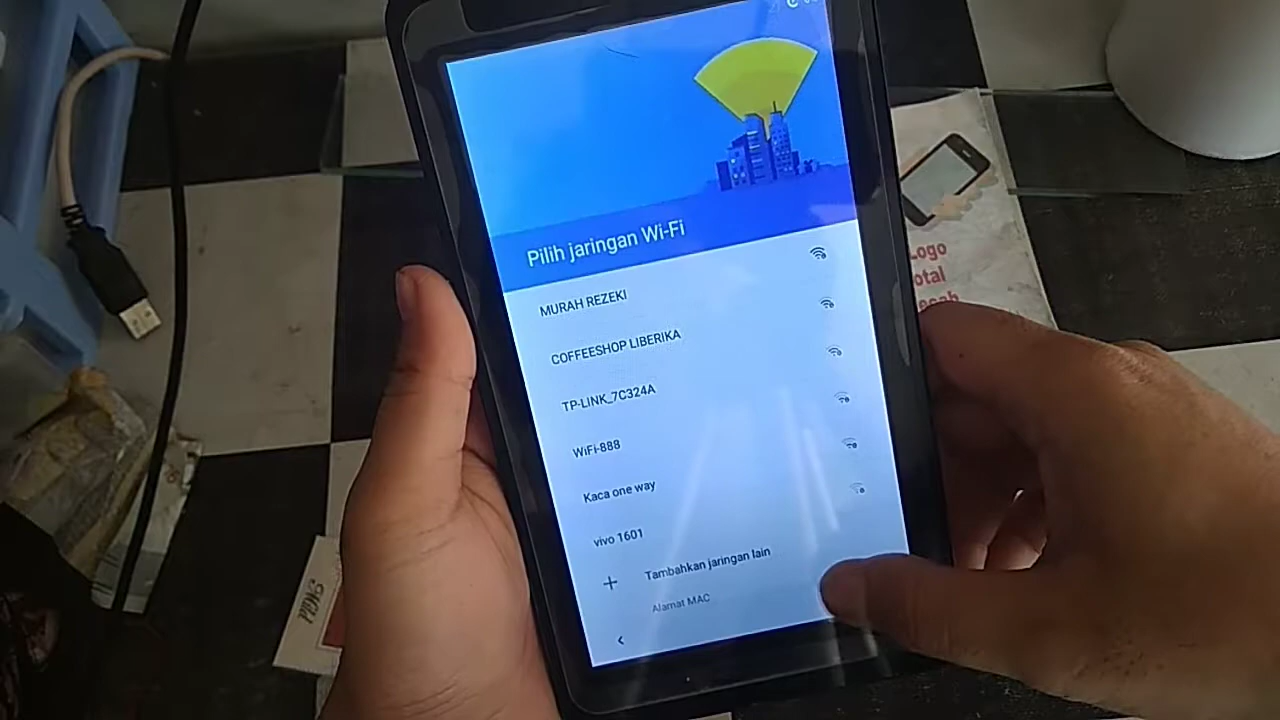 Pilih jaringan Wi-Fi
MURAH REZEKI
COFFEESHOP LIBERIKA
TP-LINK_7C324A
WiFi-888
Kaca one way
vivo 1601
+ Tambahkan jaringan lain
Alamat MAC
Logo
otal